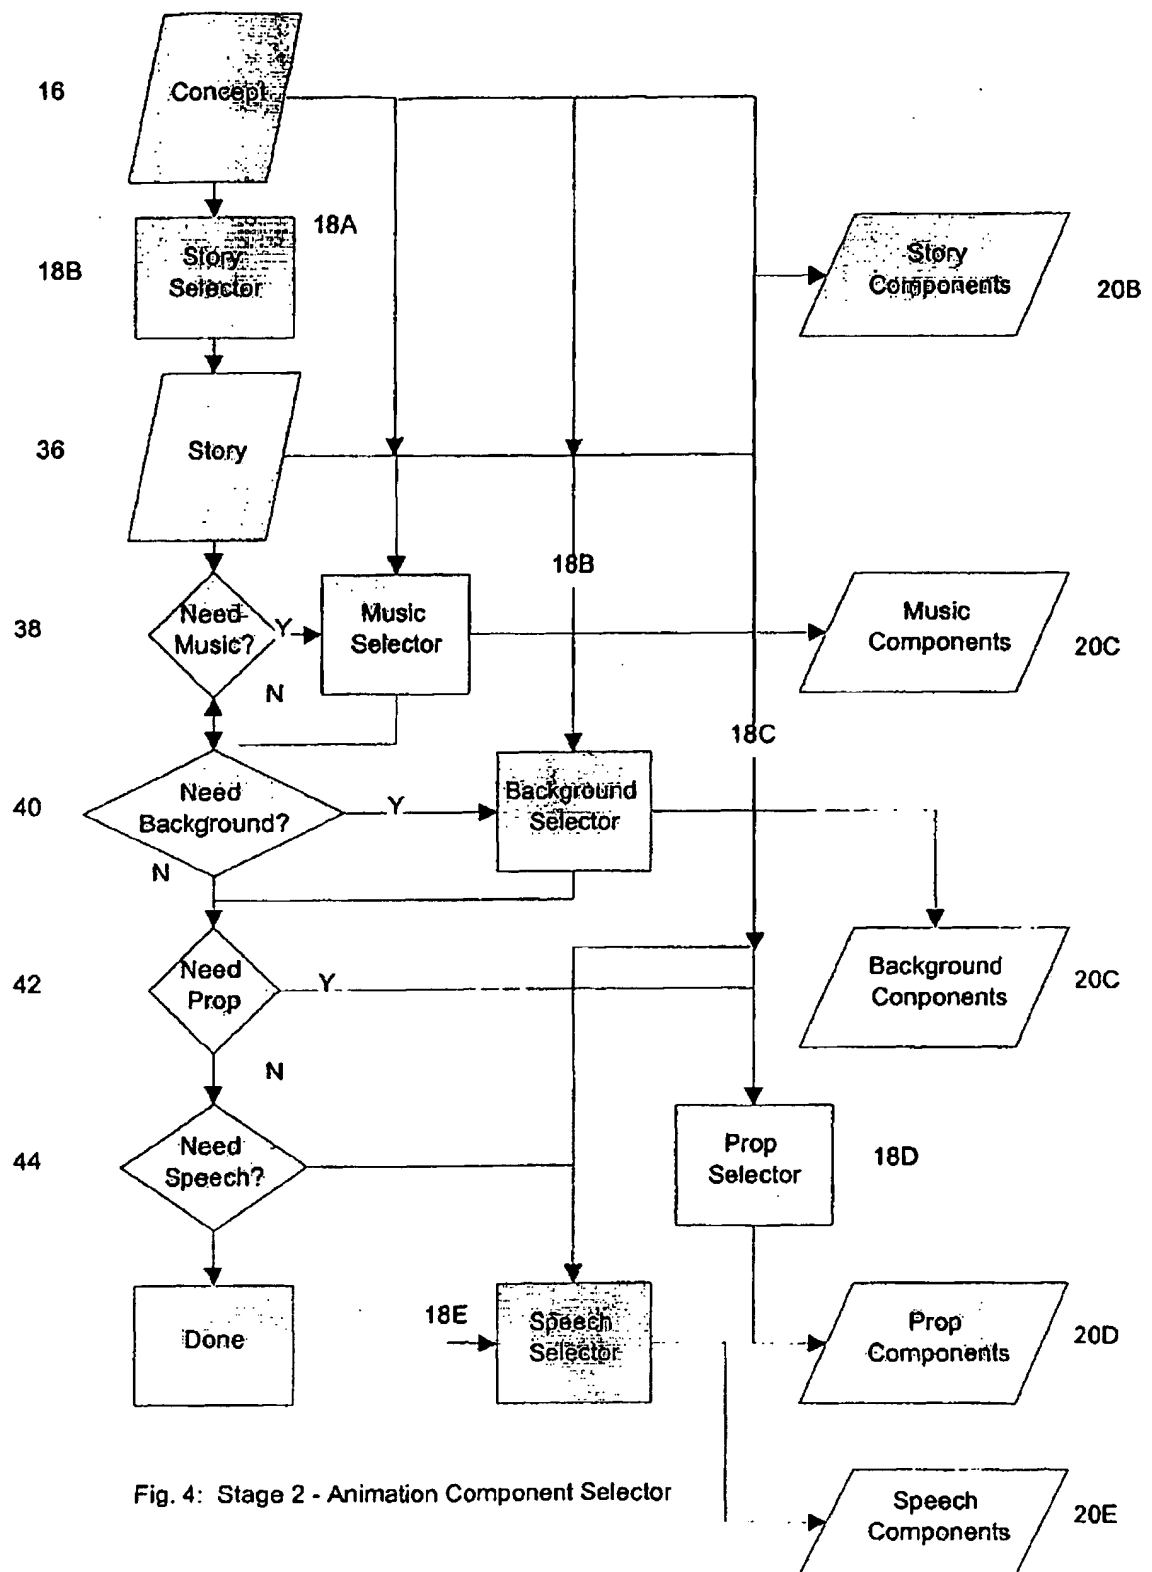 16
Concept
18A
18B
Story
Selector
Story
Components
20B
36
Story
18B
38
Need
Music?
Y
Music
Selector
Music
Components
20C
N
18C
40
Need
Background?
Y
Background
Selector
N
42
Need
Prop
Y
Background
Conponents
20C
N
44
Need
Speech?
Prop
Selector
18D
Done
18E
Speech
Selector
Prop
Components
20D
Fig. 4: Stage 2 - Animation Component Selector
Speech
Components
20E